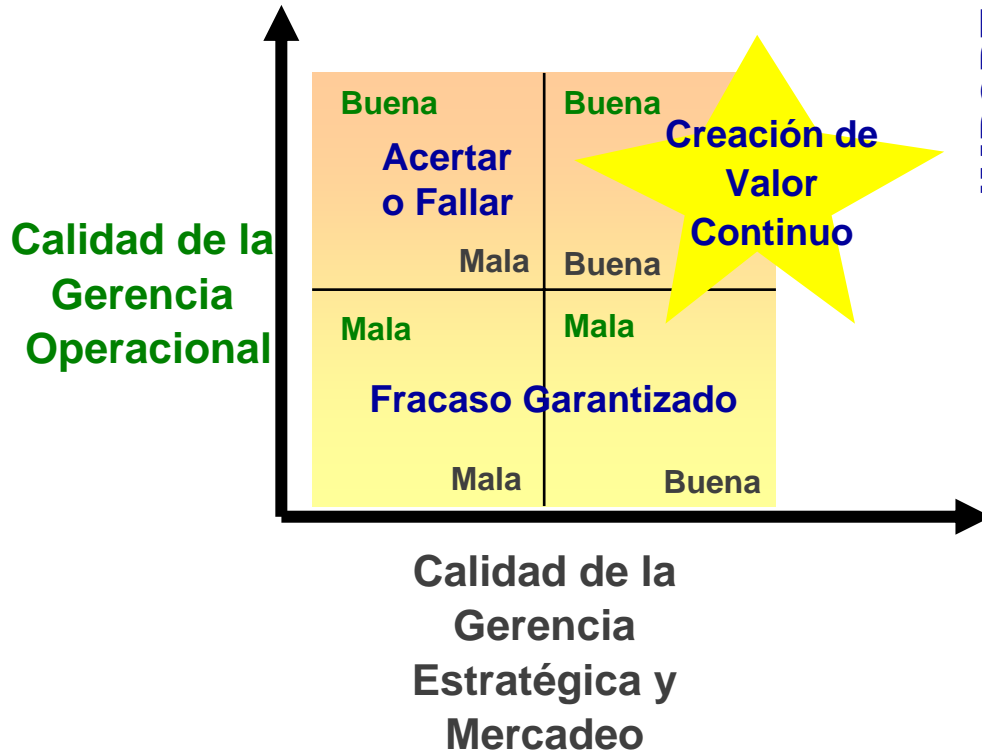 Buena
Buena
Creación de
Valor
Continuo
Acertar
o Fallar
Mala
Buena
Calidad de la
Gerencia
Operacional
Mala
Mala
Fracaso Garantizado
Mala
Buena
Calidad de la
Gerencia
Estratégica y
Mercadeo